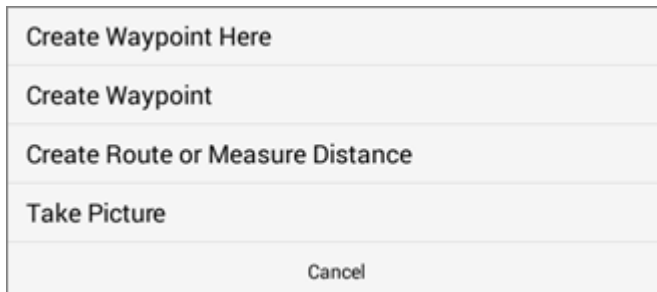 Create Waypoint Here
Create Waypoint
Create Route or Measure Distance
Take Picture
Cancel